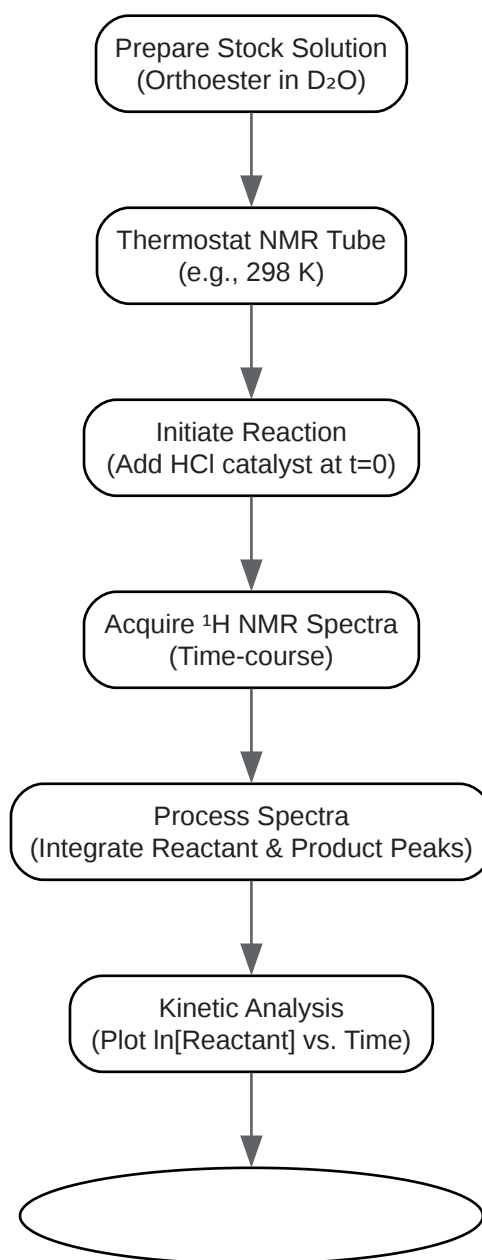 Prepare Stock Solution
(Orthoester in D₂O)
Thermostat NMR Tube
(e.g., 298 K)
Initiate Reaction
(Add HCl catalyst at t=0)
Acquire ¹H NMR Spectra
(Time-course)
Process Spectra
(Integrate Reactant & Product Peaks)
Kinetic Analysis
(Plot ln[Reactant] vs. Time)